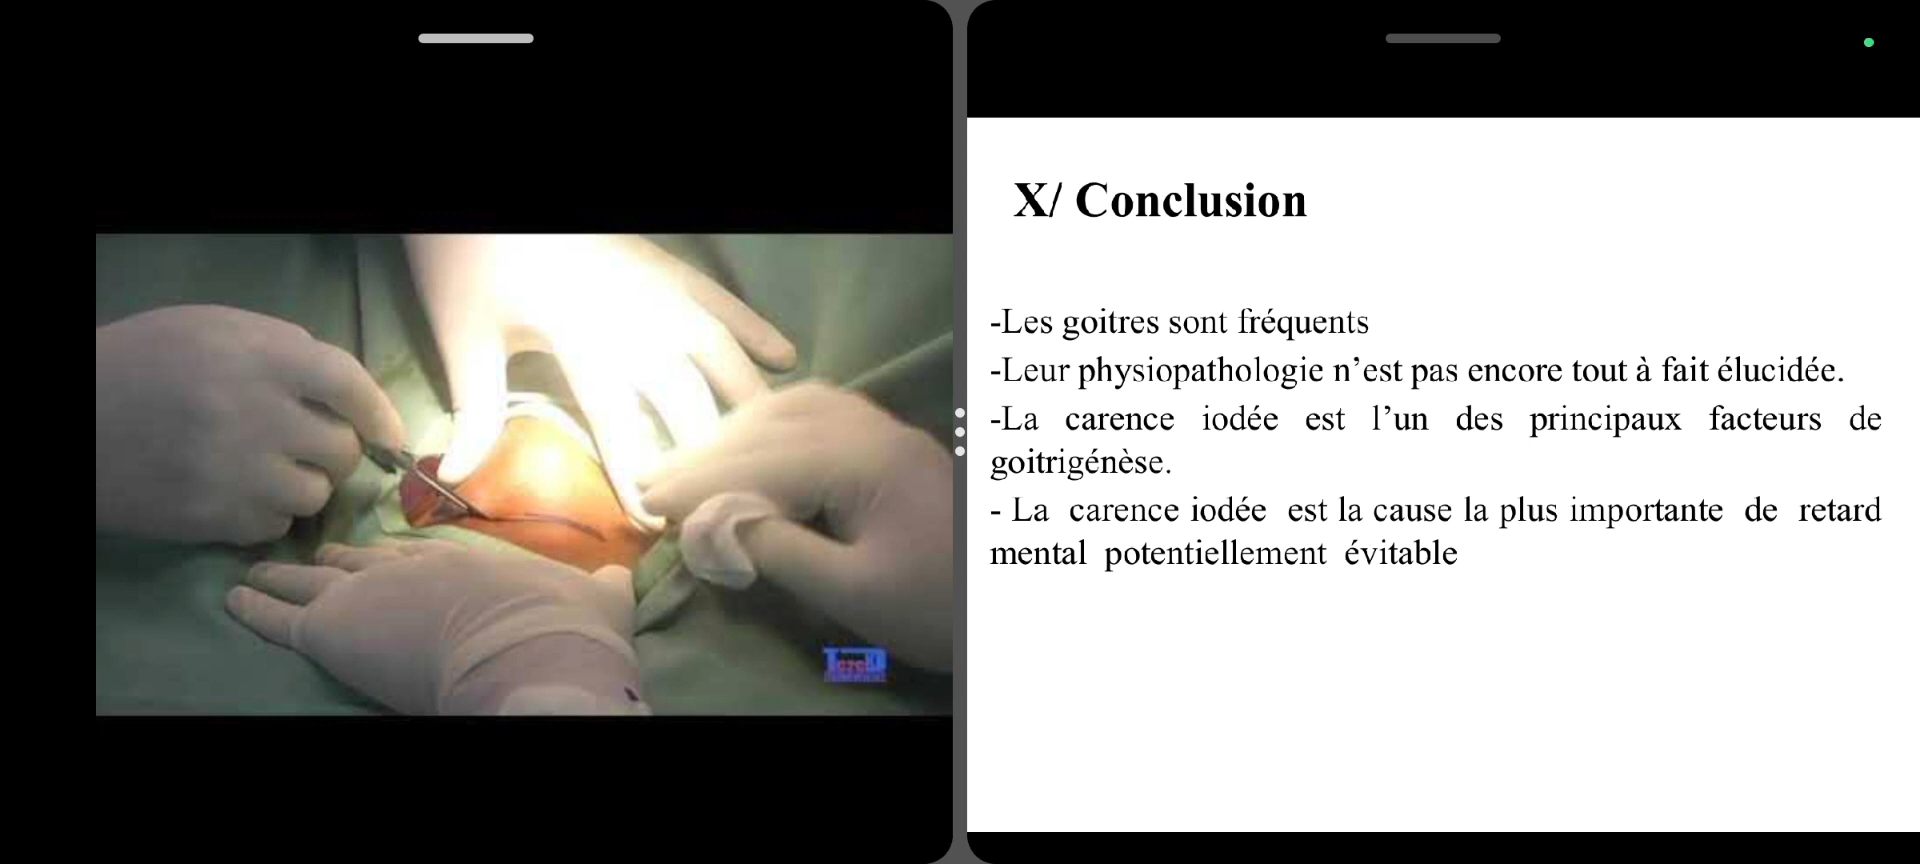 X/ Conclusion
-Les goitres sont fréquents
-Leur physiopathologie n’est pas encore tout à fait élucidée.
-La carence iodée est l’un des principaux facteurs de
goitrigénèse.
- La carence iodée est la cause la plus importante de retard
mental potentiellement évitable